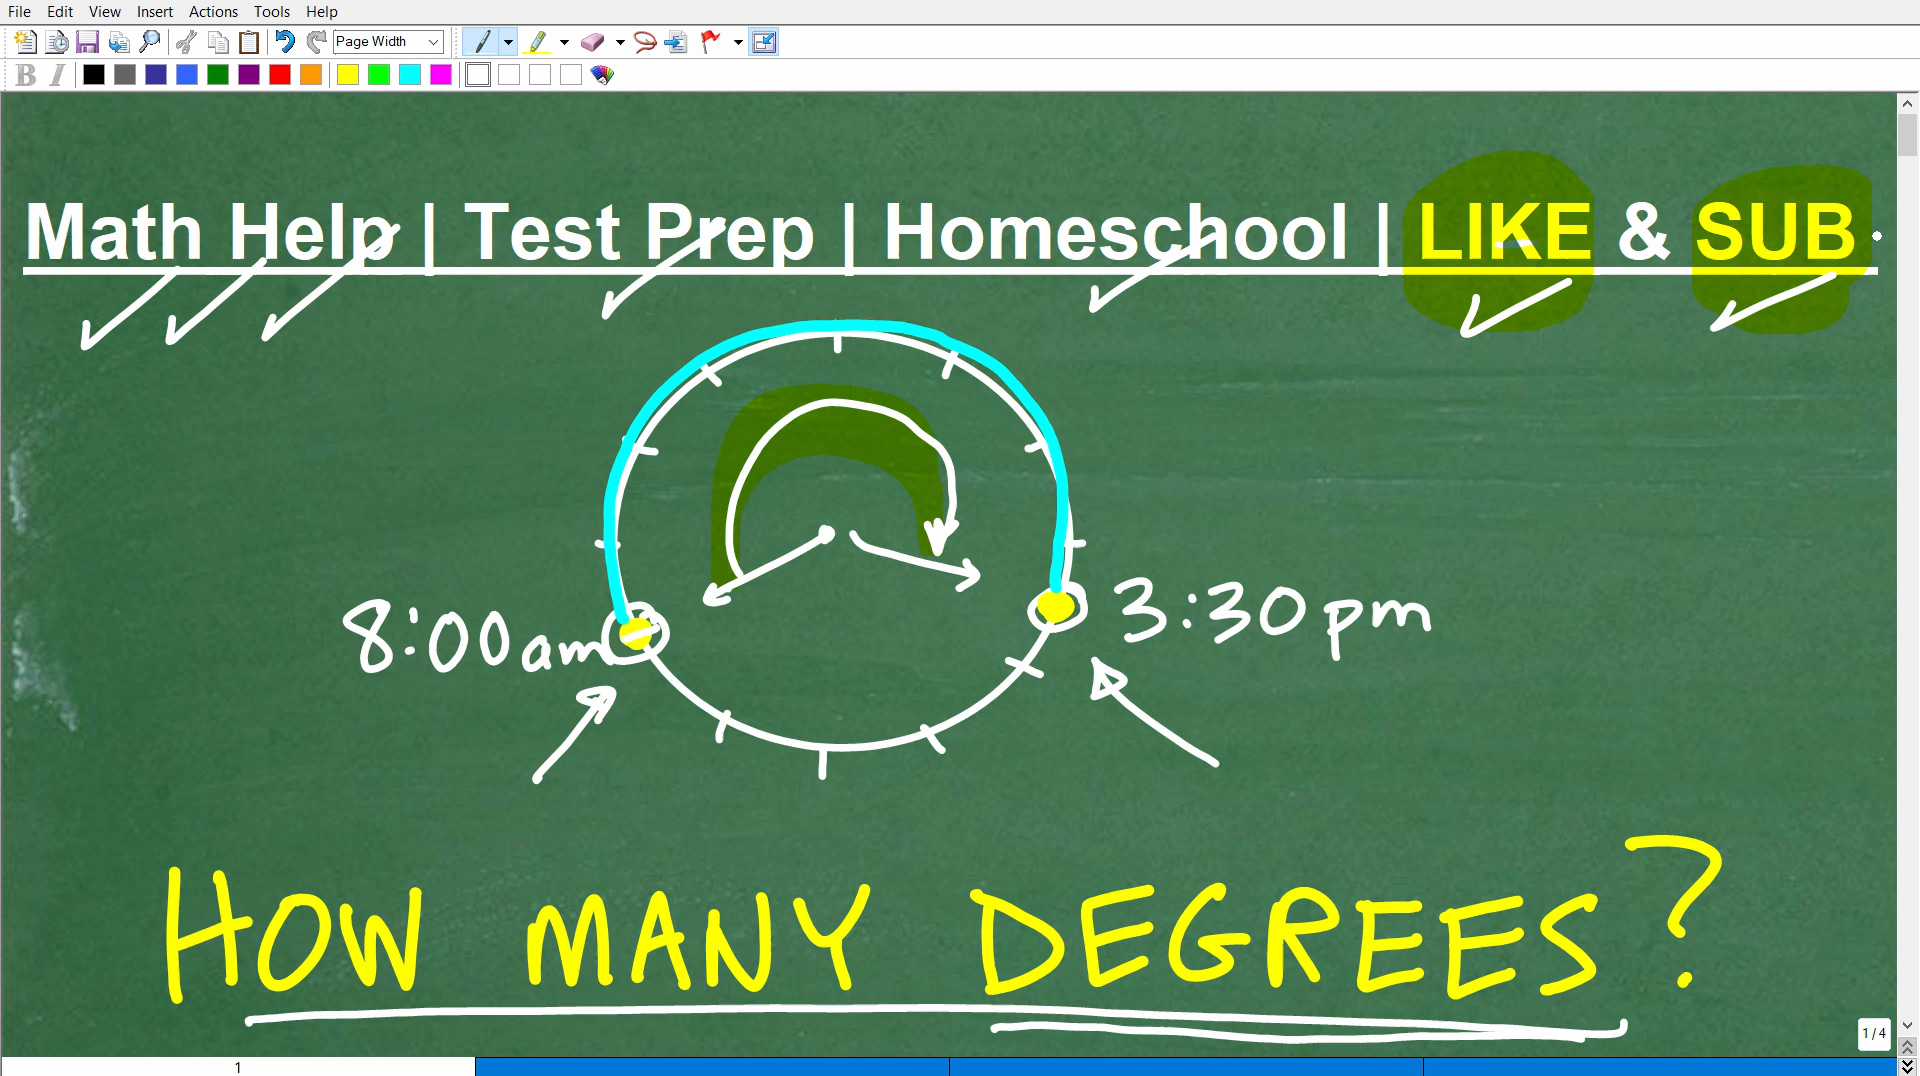 File Edit View Insert Actions Tools Help
Page Width
B I
Math Help | Test Prep | Homeschool | LIKE & SUB
8:00am 3:30pm
HOW MANY DEGREES?
1 / 4
1